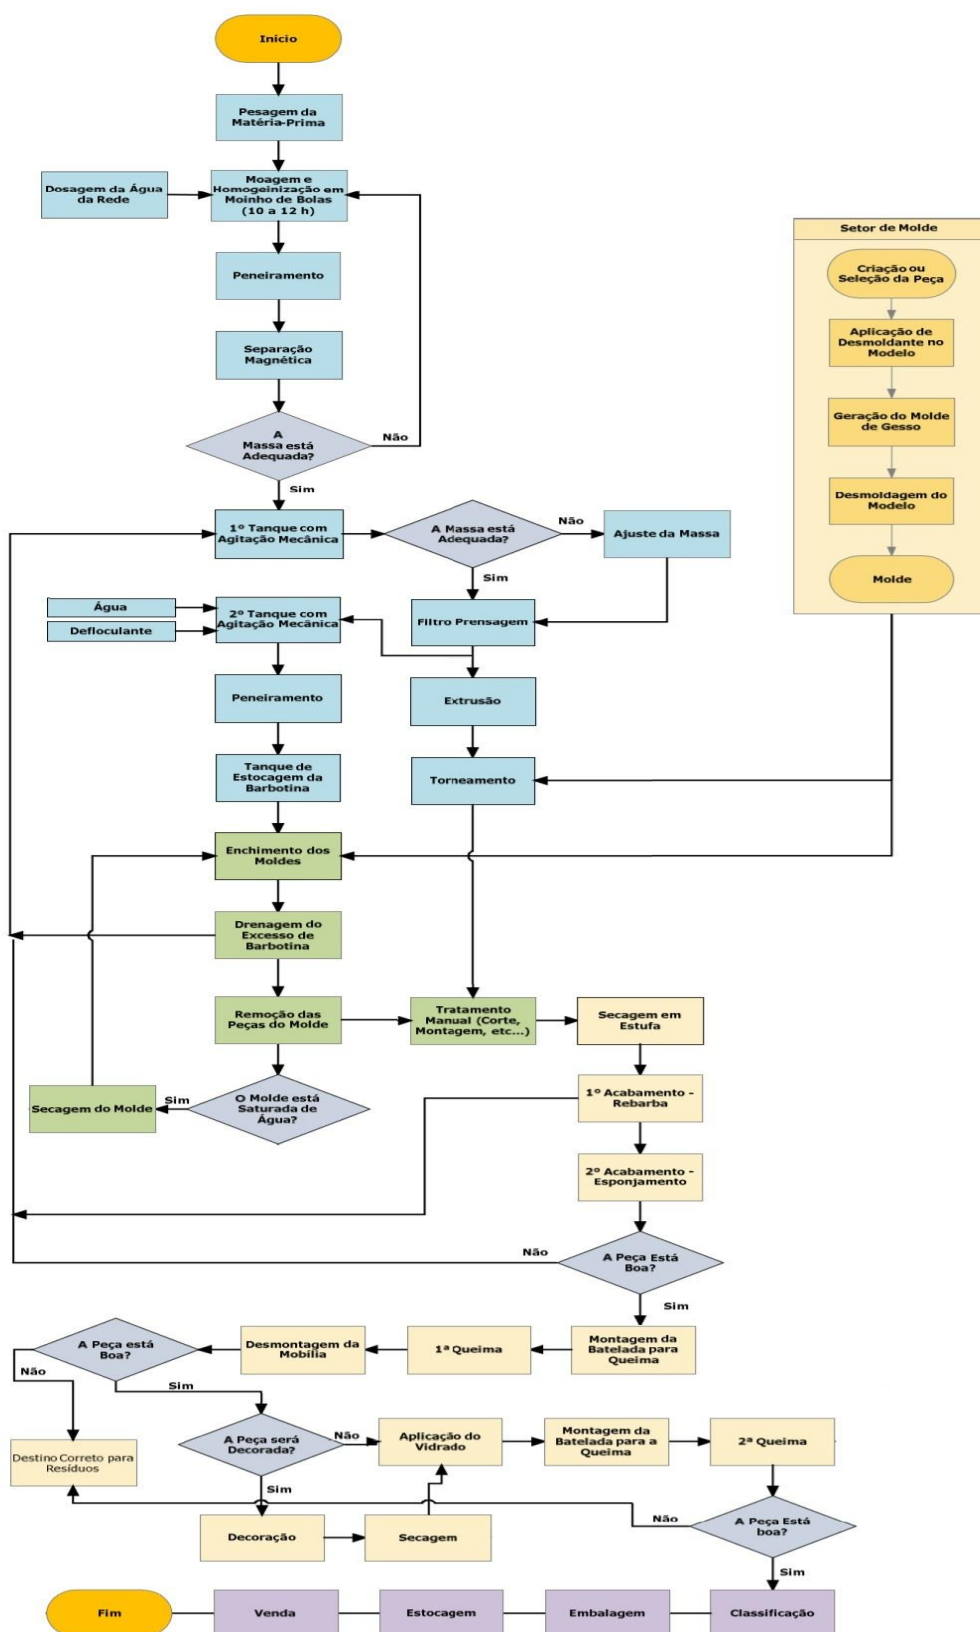 Início
Pesagem da
Matéria-Prima
Dosagem da Água
da Rede
Moagem e
Homogeinização em
Moinho de Bolas
(10 a 12 h)
Peneiramento
Separação
Magnética
A
Massa está
Adequada?
Não
Sim
Setor de Molde
Criação ou
Seleção da Peça
Aplicação de
Desmoldante no
Modelo
Geração do Molde
de Gesso
Desmoldagem do
Modelo
Molde
1º Tanque com
Agitação Mecânica
A Massa está
Adequada?
Não
Ajuste da Massa
Sim
Água
Defloculante
2º Tanque com
Agitação Mecânica
Filtro Prensagem
Peneiramento
Extrusão
Tanque de
Estocagem da
Barbotina
Torneamento
Enchimento dos
Moldes
Drenagem do
Excesso de
Barbotina
Remoção das
Peças do Molde
Tratamento
Manual (Corte,
Montagem, etc...)
Secagem em
Estufa
Secagem do Molde
Sim
O Molde está
Saturada de
Água?
1º Acabamento -
Rebarba
2º Acabamento -
Esponjamento
Não
A Peça Está
Boa?
Sim
A Peça está
Boa?
Desmontagem da
Mobília
1ª Queima
Montagem da
Batelada para
Queima
Não
Sim
A Peça será
Decorada?
Não
Aplicação do
Vidrado
Montagem da
Batelada para a
Queima
2ª Queima
Destino Correto para
Resíduos
Sim
Decoração
Secagem
Não
A Peça Está
boa?
Sim
Fim
Venda
Estocagem
Embalagem
Classificação